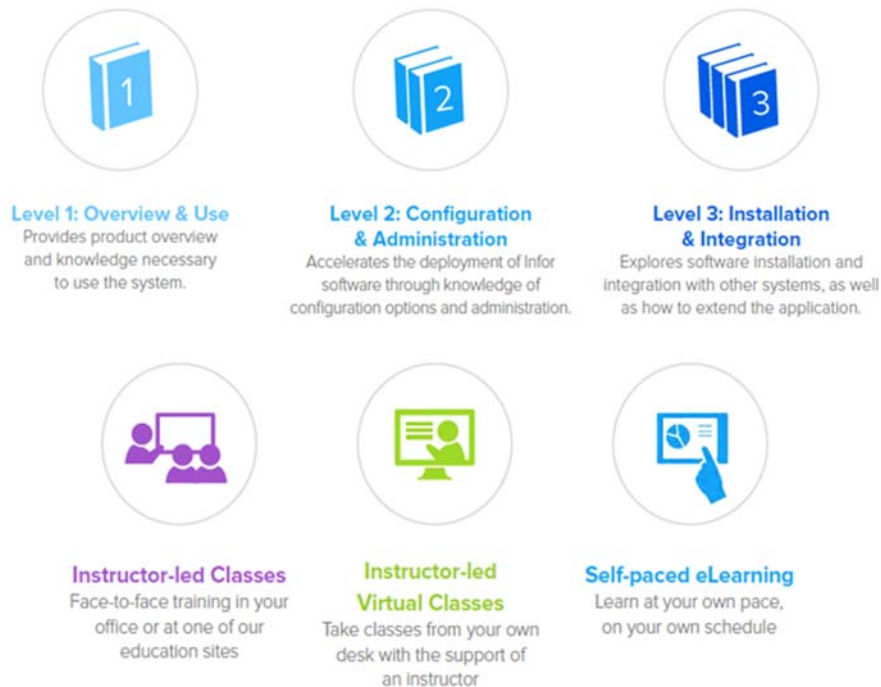 1
2
3
Level 1: Overview & Use
Provides product overview
and knowledge necessary
to use the system.
Level 2: Configuration
& Administration
Accelerates the deployment of Infor
software through knowledge of
configuration options and administration.
Level 3: Installation
& Integration
Explores software installation and
integration with other systems, as well
as how to extend the application.
Instructor-led Classes
Face-to-face training in your
office or at one of our
education sites
Instructor-led
Virtual Classes
Take classes from your own
desk with the support of
an instructor
Self-paced eLearning
Learn at your own pace,
on your own schedule